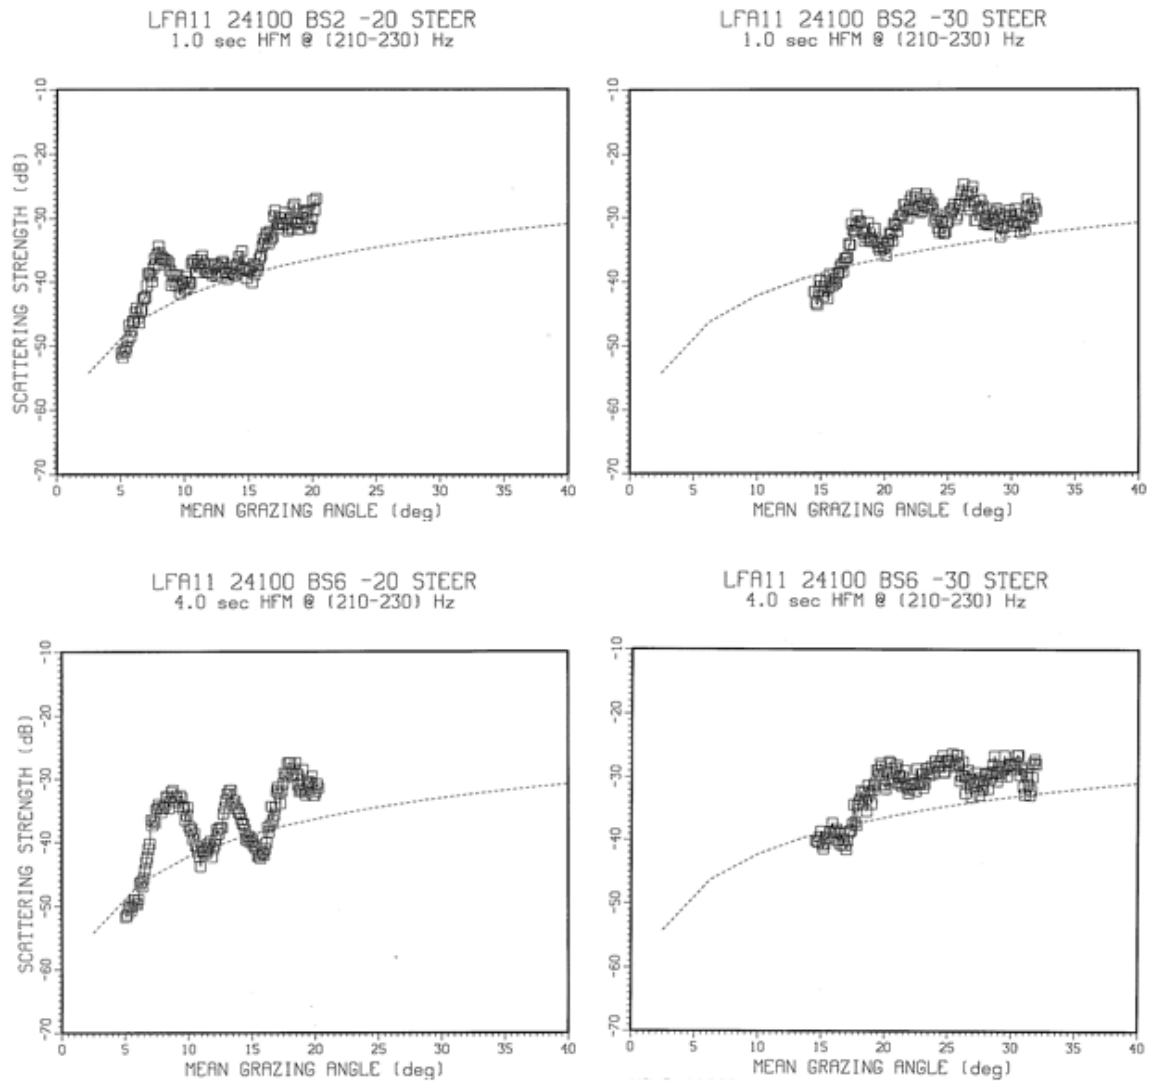 LFA11 24100 BS2 -20 STEER
1.0 sec HFM @ (210-230) Hz
SCATTERING STRENGTH (dB)
-10
-20
-30
-40
-50
-60
-70
0 5 10 15 20 25 30 35 40
MEAN GRAZING ANGLE (deg)
LFA11 24100 BS2 -30 STEER
1.0 sec HFM @ (210-230) Hz
-10
-20
-30
-40
-50
-60
-70
0 5 10 15 20 25 30 35 40
MEAN GRAZING ANGLE (deg)
LFA11 24100 BS6 -20 STEER
4.0 sec HFM @ (210-230) Hz
SCATTERING STRENGTH (dB)
-10
-20
-30
-40
-50
-60
-70
0 5 10 15 20 25 30 35 40
MEAN GRAZING ANGLE (deg)
LFA11 24100 BS6 -30 STEER
4.0 sec HFM @ (210-230) Hz
-10
-20
-30
-40
-50
-60
-70
0 5 10 15 20 25 30 35 40
MEAN GRAZING ANGLE (deg)